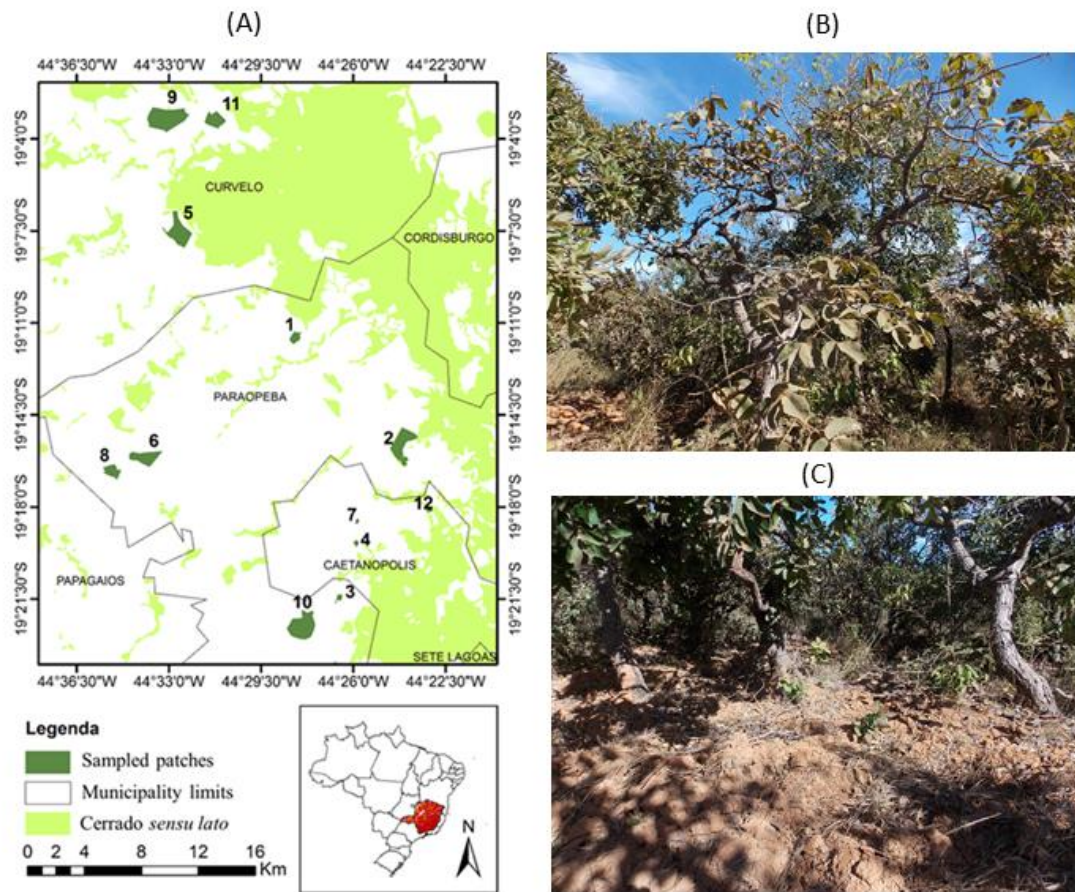 (A)
(B)
44°36'30"W 44°33'0"W 44°29'30"W 44°26'0"W 44°22'30"W
19°4'0"S
19°7'30"S
19°11'0"S
19°14'30"S
19°18'0"S
19°21'30"S
9
11
CURVELO
5
CORDISBURGO
1
PARAOPEBA
2
6
8
12
7
4
CAETANOPOLIS
PAPAGAIOS
3
10
SETE LAGOAS
19°4'0"S
19°7'30"S
19°11'0"S
19°14'30"S
19°18'0"S
19°21'30"S
44°36'30"W 44°33'0"W 44°29'30"W 44°26'0"W 44°22'30"W
(C)
Legenda
Sampled patches
Municipality limits
Cerrado sensu lato
0 2 4 8 12 16
Km
N